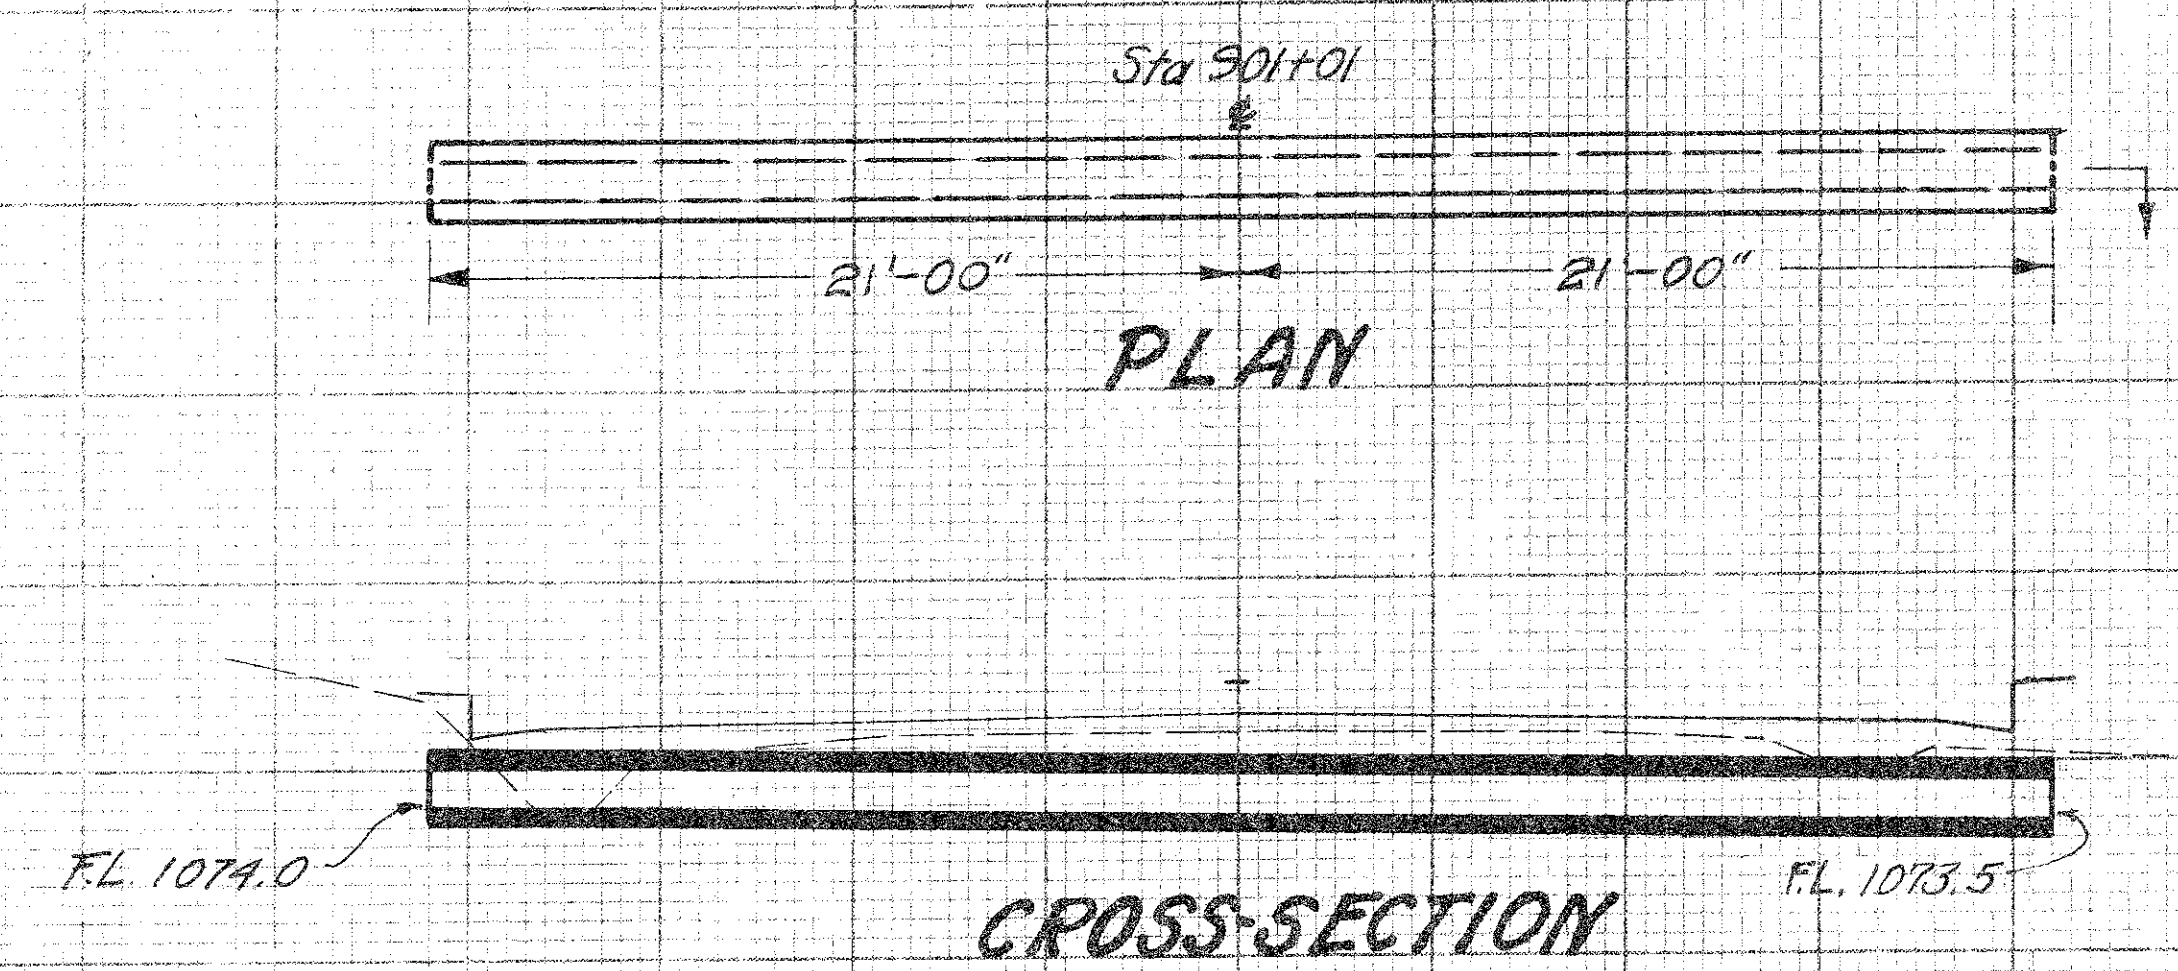 Sta 901+01
℄
21'-00" 21'-00"
PLAN
F.L. 1074.0
F.L. 1073.5
CROSS-SECTION